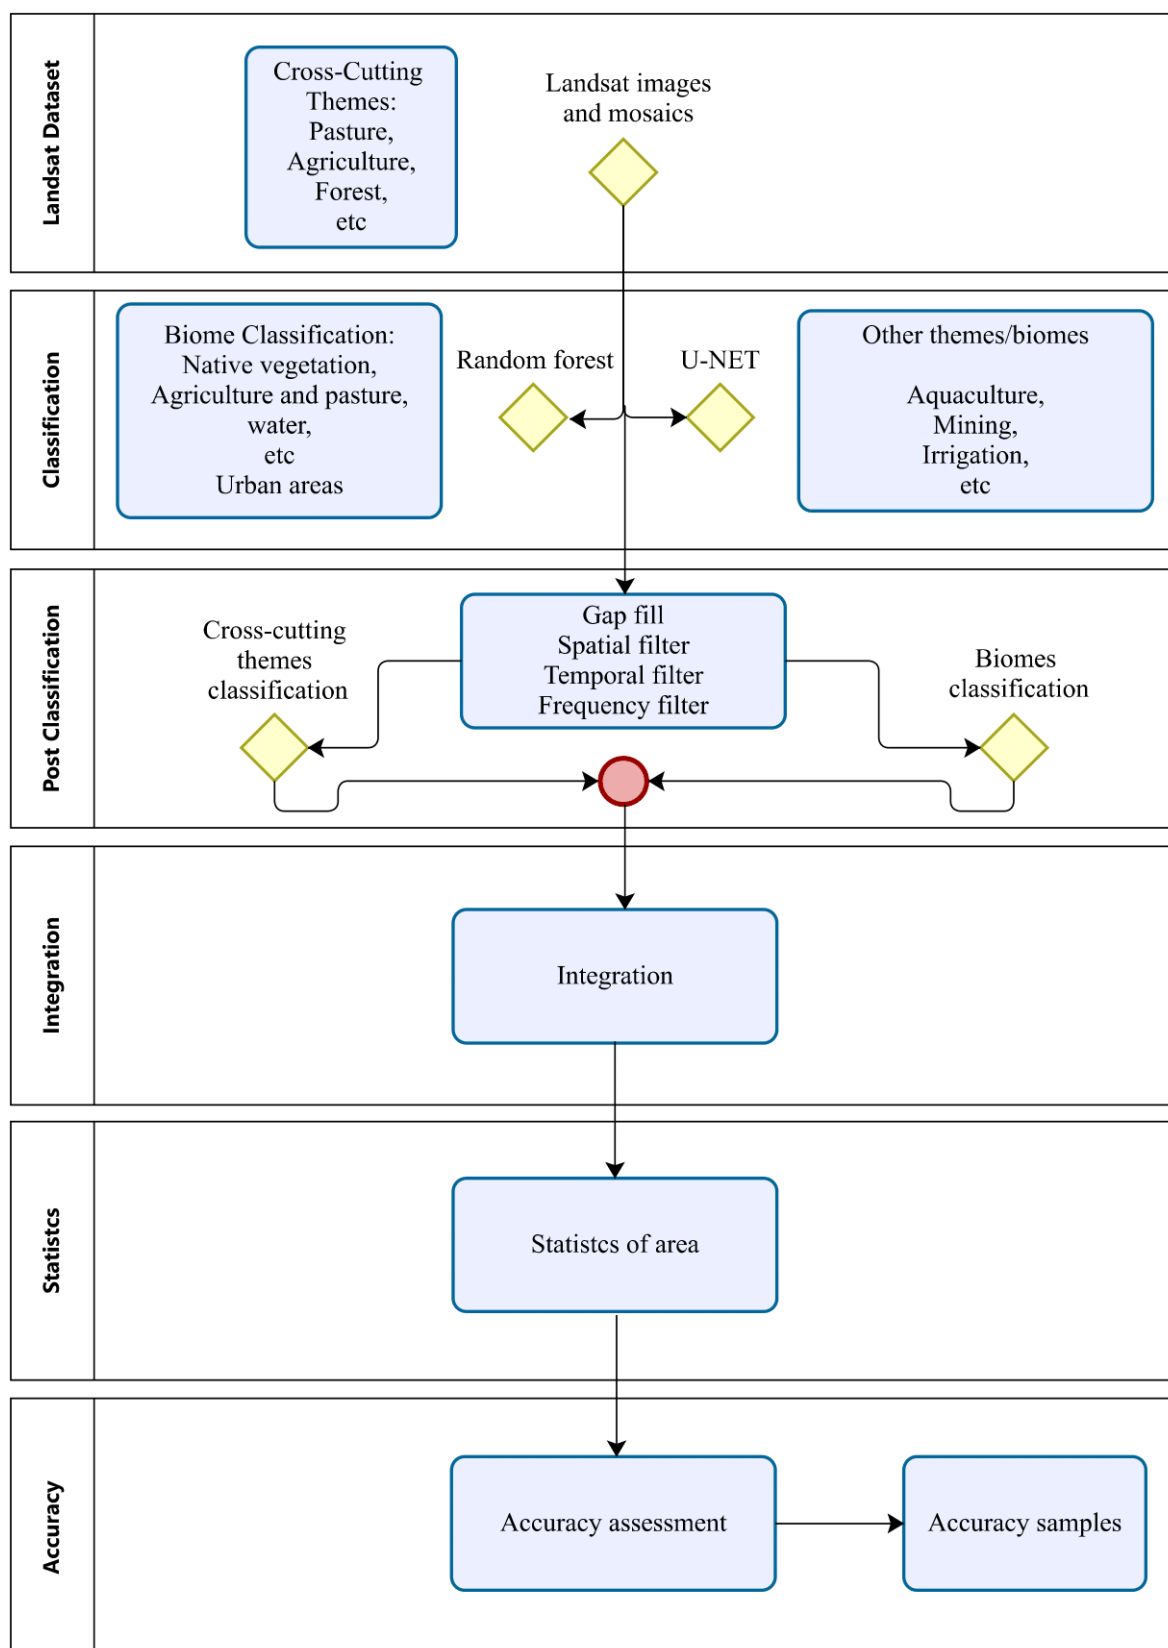 Landsat Dataset
Cross-Cutting
Themes:
Pasture,
Agriculture,
Forest,
etc
Landsat images
and mosaics
Classification
Biome Classification:
Native vegetation,
Agriculture and pasture,
water,
etc
Urban areas
Random forest
U-NET
Other themes/biomes
Aquaculture,
Mining,
Irrigation,
etc
Post Classification
Cross-cutting
themes
classification
Gap fill
Spatial filter
Temporal filter
Frequency filter
Biomes
classification
Integration
Integration
Statistcs
Statistcs of area
Accuracy
Accuracy assessment
Accuracy samples